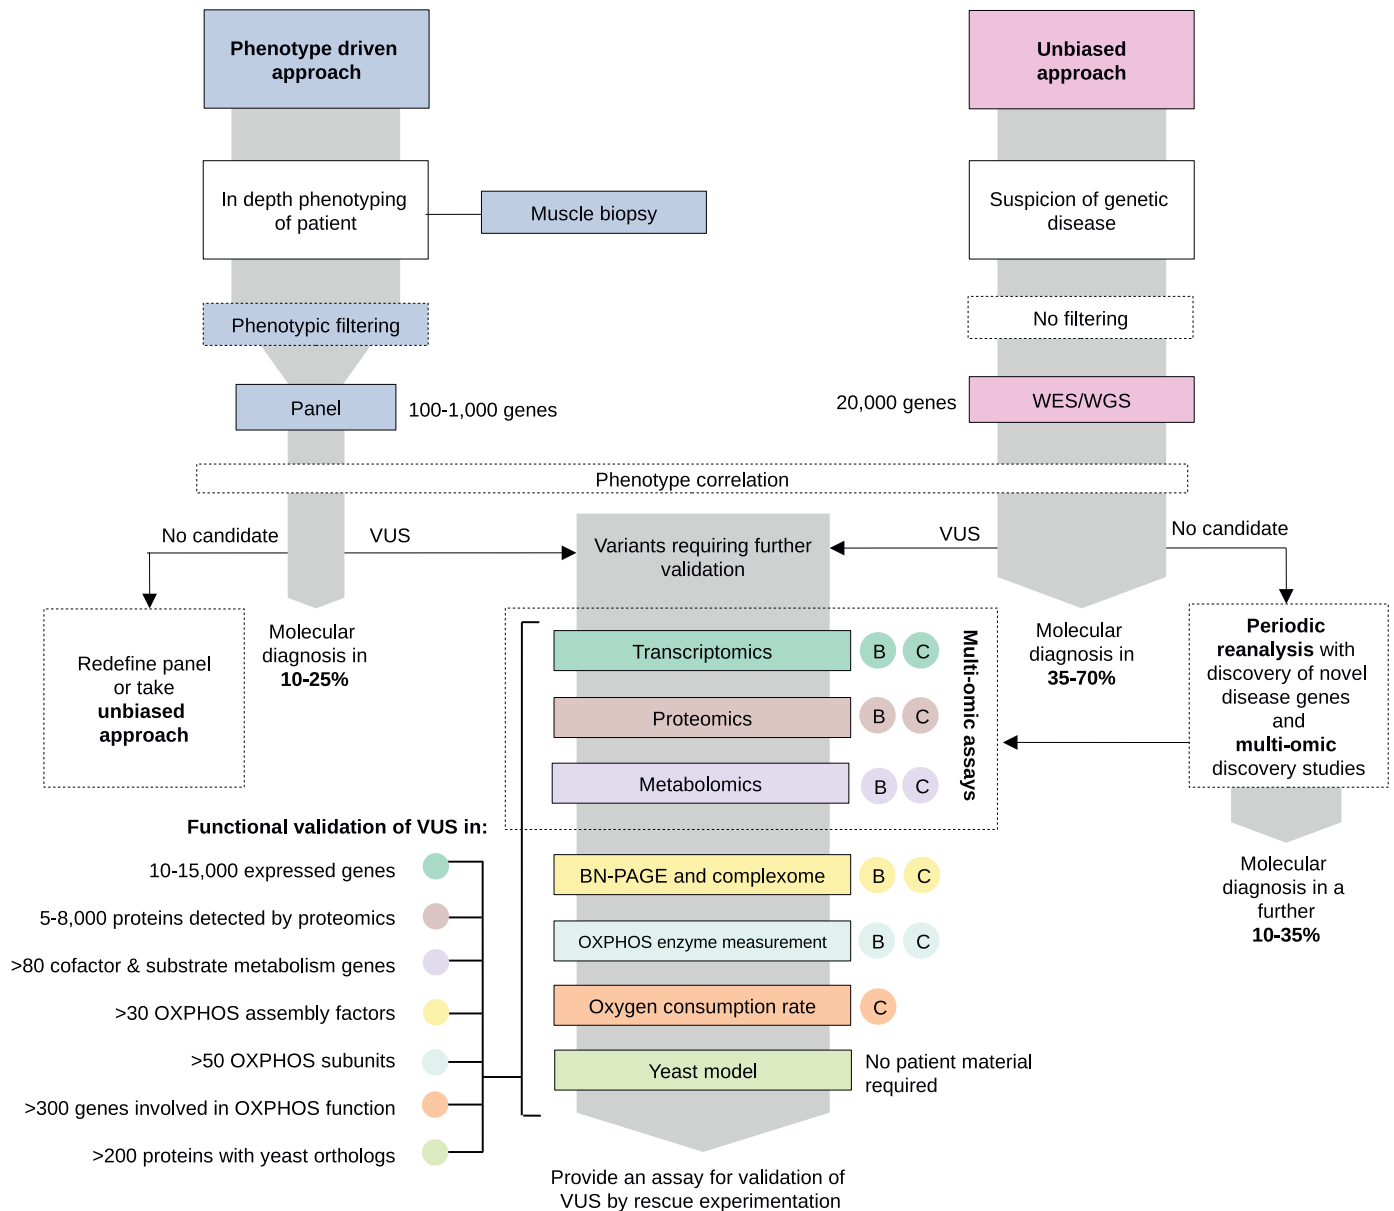 Phenotype driven
approach
Unbiased
approach
In depth phenotyping
of patient
Muscle biopsy
Suspicion of genetic
disease
Phenotypic filtering
No filtering
Panel
100-1,000 genes
20,000 genes
WES/WGS
Phenotype correlation
No candidate
VUS
Variants requiring further
validation
VUS
No candidate
Redefine panel
or take
unbiased
approach
Molecular
diagnosis in
10-25%
Transcriptomics
B
C
Proteomics
B
C
Metabolomics
B
C
Multi-omic assays
Molecular
diagnosis in
35-70%
Periodic
reanalysis with
discovery of novel
disease genes
and
multi-omic
discovery studies
Molecular
diagnosis in a
further
10-35%
Functional validation of VUS in:
10-15,000 expressed genes
5-8,000 proteins detected by proteomics
>80 cofactor & substrate metabolism genes
>30 OXPHOS assembly factors
>50 OXPHOS subunits
>300 genes involved in OXPHOS function
>200 proteins with yeast orthologs
BN-PAGE and complexome
B
C
OXPHOS enzyme measurement
B
C
Oxygen consumption rate
C
Yeast model
No patient material
required
Provide an assay for validation of
VUS by rescue experimentation